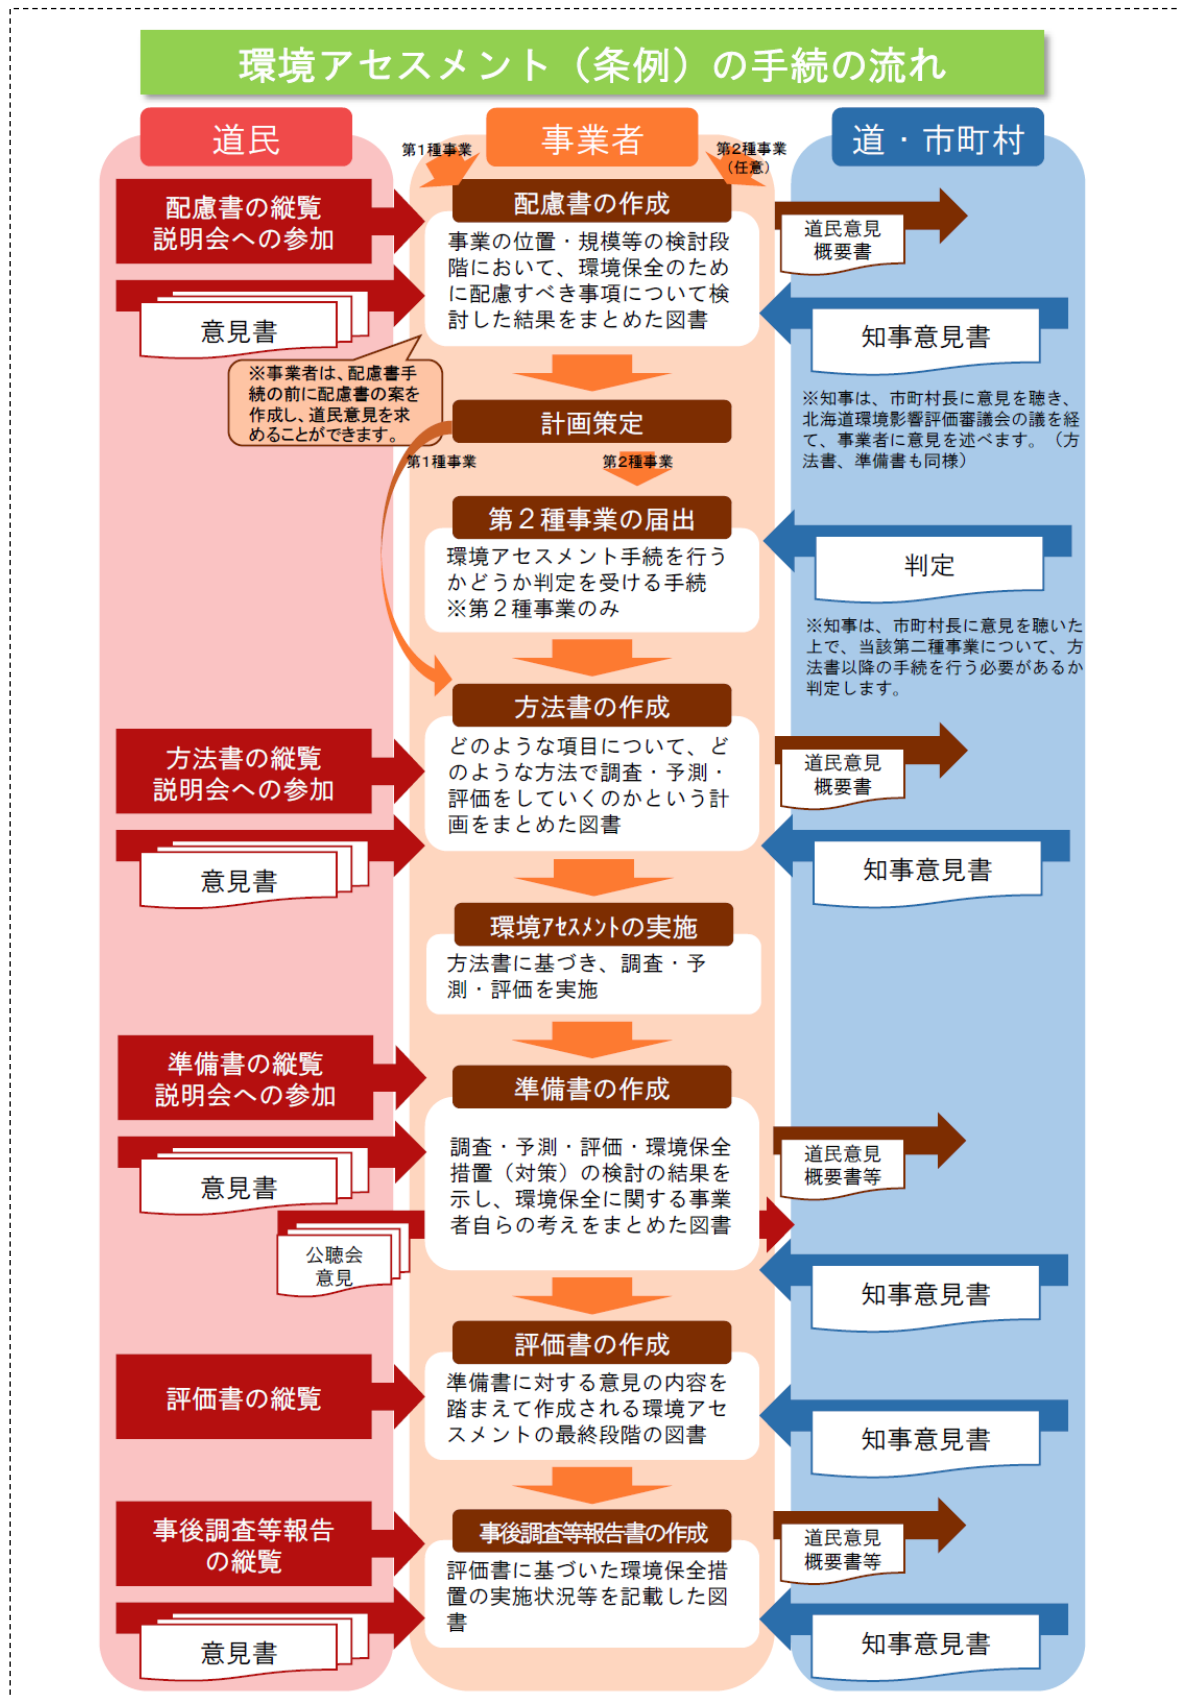 環境アセスメント（条例）の手続の流れ
道民
事業者
道・市町村
第1種事業
第2種事業
（任意）
配慮書の縦覧
説明会への参加
意見書
配慮書の作成
事業の位置・規模等の検討段
階において、環境保全のため
に配慮すべき事項について検
討した結果をまとめた図書
道民意見
概要書
知事意見書
※事業者は、配慮書手
続の前に配慮書の案を
作成し、道民意見を求
めることができます。
※知事は、市町村長に意見を聴き、
北海道環境影響評価審議会の議を経
て、事業者に意見を述べます。（方
法書、準備書も同様）
計画策定
第1種事業
第2種事業
第２種事業の届出
環境アセスメント手続を行う
かどうか判定を受ける手続
※第２種事業のみ
判定
※知事は、市町村長に意見を聴いた
上で、当該第二種事業について、方
法書以降の手続を行う必要があるか
判定します。
方法書の縦覧
説明会への参加
意見書
方法書の作成
どのような項目について、ど
のような方法で調査・予測・
評価をしていくのかという計
画をまとめた図書
道民意見
概要書
知事意見書
環境ｱｾｽﾒﾝﾄの実施
方法書に基づき、調査・予
測・評価を実施
準備書の縦覧
説明会への参加
意見書
公聴会
意見
準備書の作成
調査・予測・評価・環境保全
措置（対策）の検討の結果を
示し、環境保全に関する事業
者自らの考えをまとめた図書
道民意見
概要書等
知事意見書
評価書の縦覧
評価書の作成
準備書に対する意見の内容を
踏まえて作成される環境アセ
スメントの最終段階の図書
知事意見書
事後調査等報告
の縦覧
意見書
事後調査等報告書の作成
評価書に基づいた環境保全措
置の実施状況等を記載した図
書
道民意見
概要書等
知事意見書